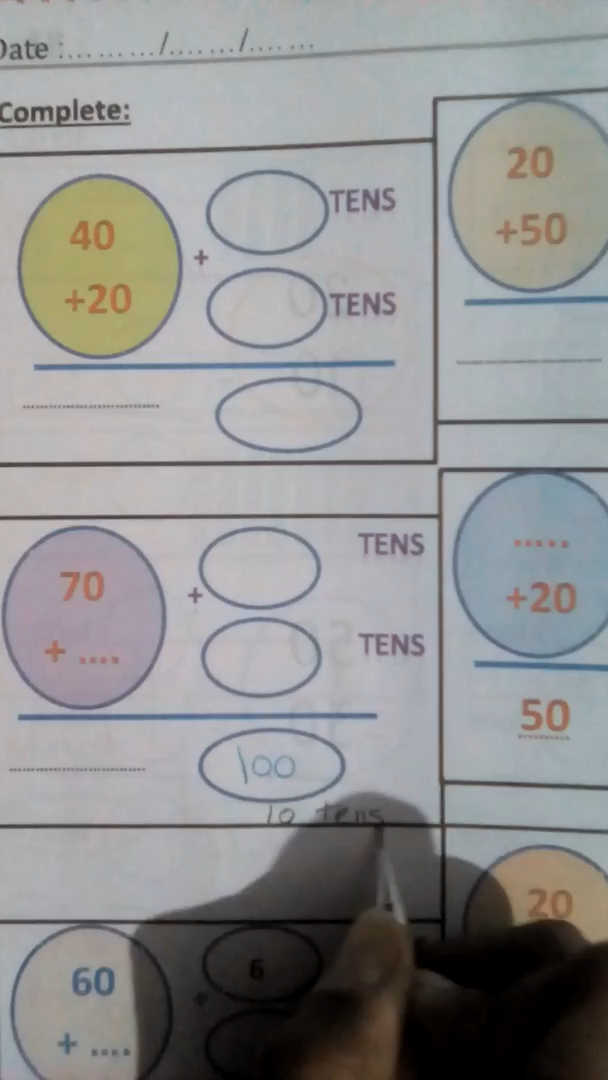 Date :........./......./.......
Complete:
40
+20
+
TENS
TENS
....................
20
+50
....................
70
+ ....
+
TENS
TENS
....................
100
10 tens
.....
+20
50
60
+ ....
+
6
20